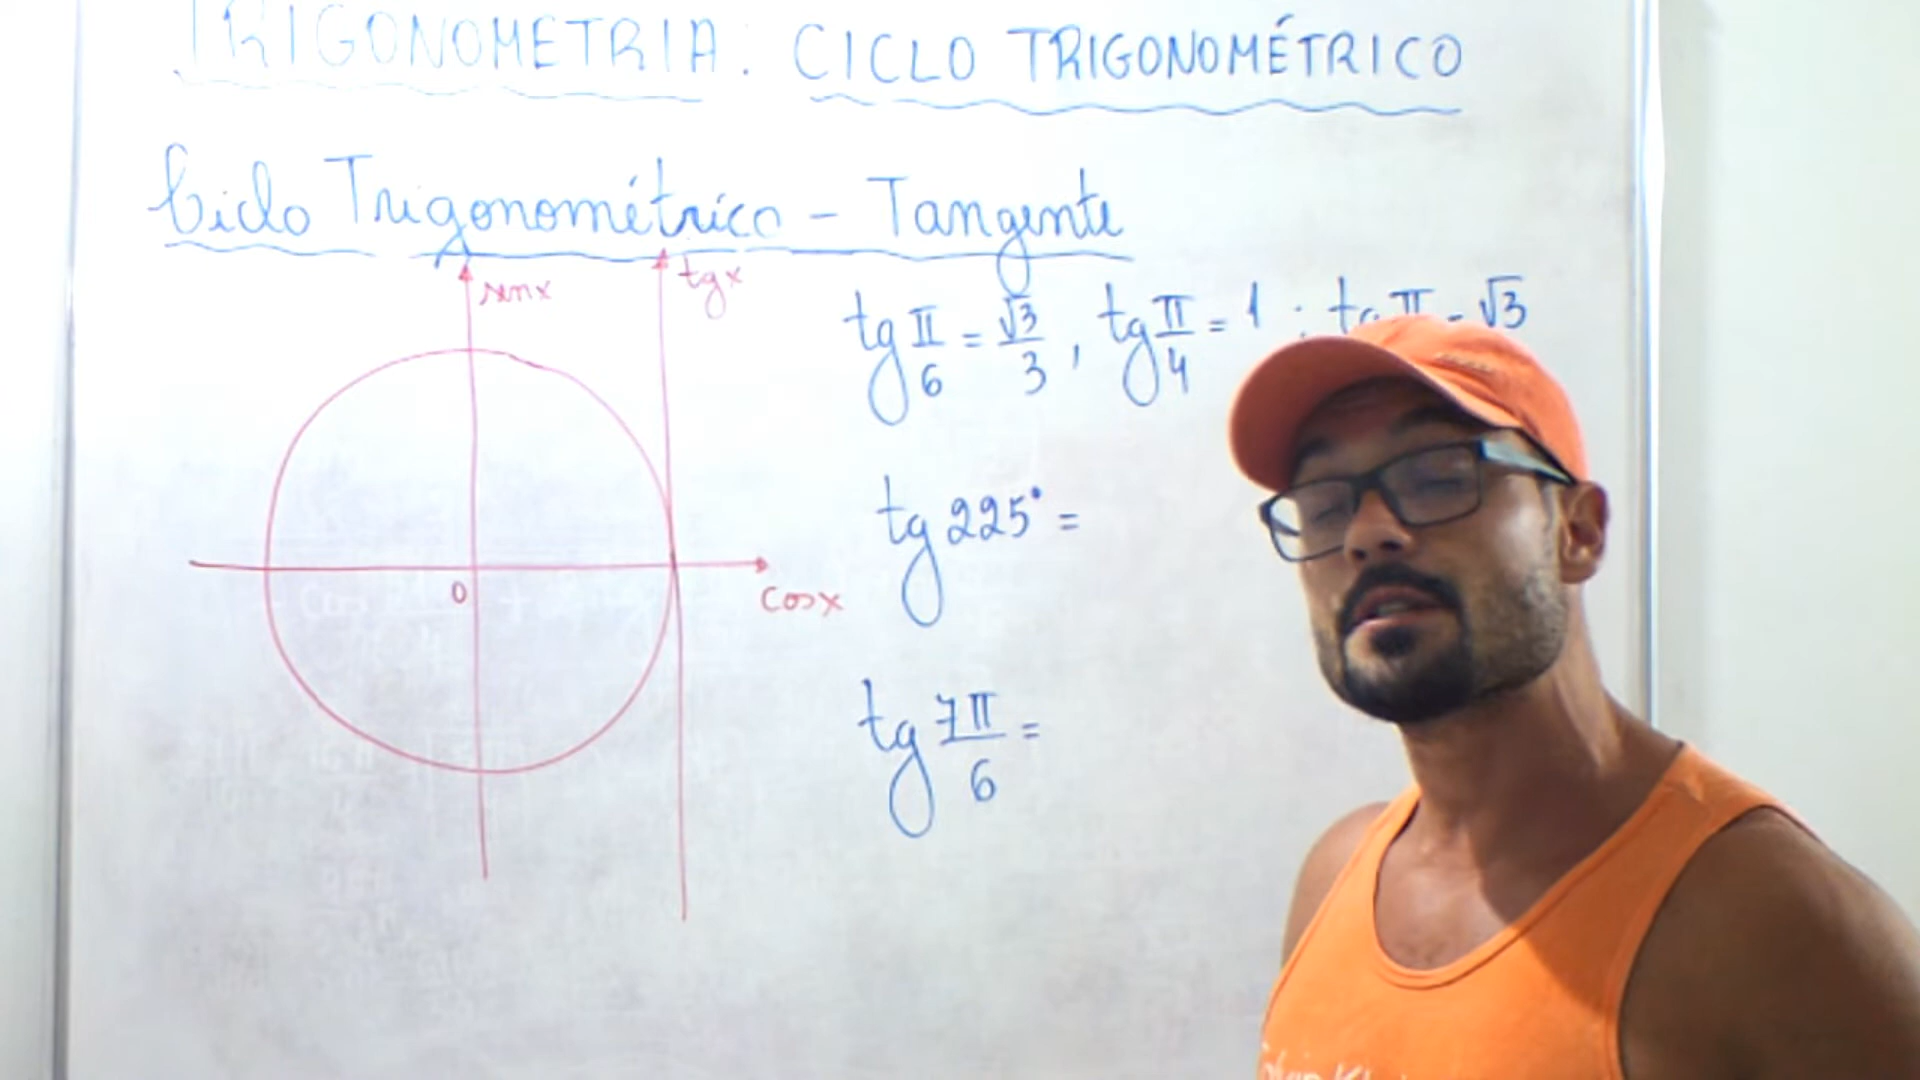 TRIGONOMETRIA: CICLO TRIGONOMÉTRICO
Ciclo Trigonométrico - Tangente
senx
tgx
tg π/6 = √3/3 , tg π/4 = 1 ; tg π = √3
tg 225° =
0
cosx
tg 7π/6 =